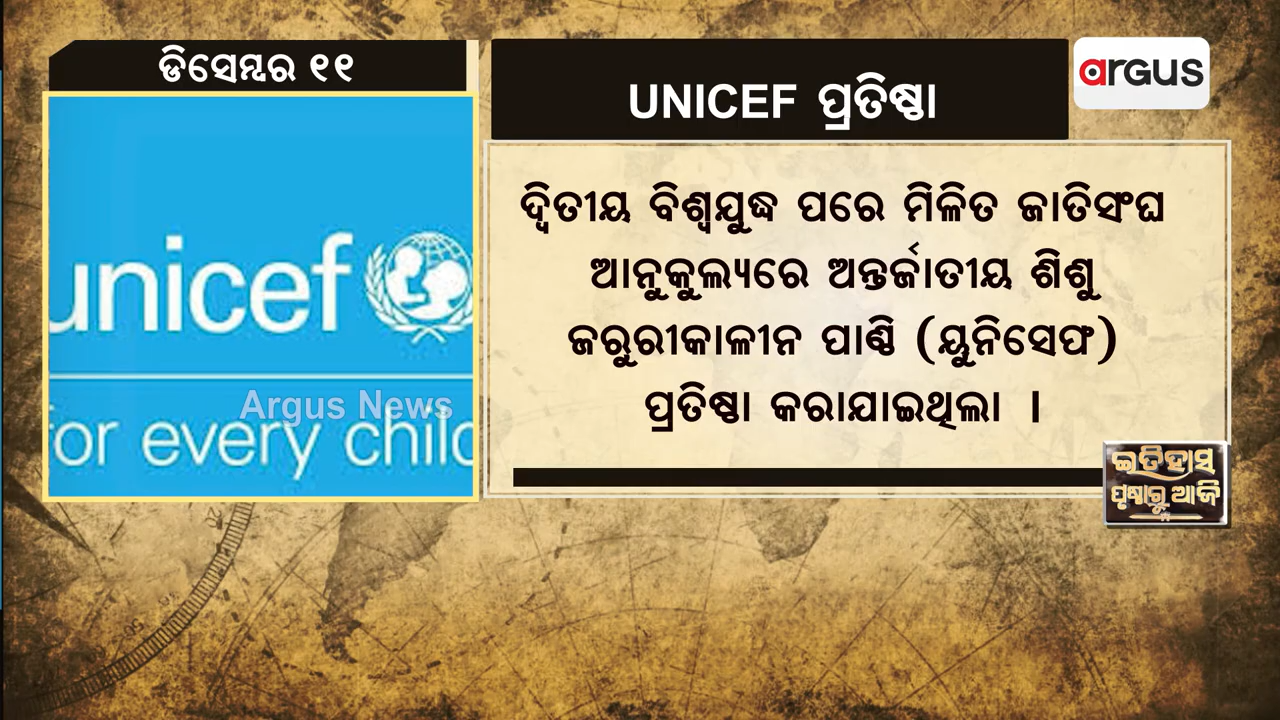 ଡିସେମ୍ବର ୧୧
UNICEF ପ୍ରତିଷ୍ଠା
argus
unicef
Argus News
for every child
ଦ୍ୱିତୀୟ ବିଶ୍ୱଯୁଦ୍ଧ ପରେ ମିଳିତ ଜାତିସଂଘ
ଆନୁକୁଲ୍ୟରେ ଅନ୍ତର୍ଜାତୀୟ ଶିଶୁ
ଜରୁରୀକାଳୀନ ପାଣ୍ଠି (ୟୁନିସେଫ)
ପ୍ରତିଷ୍ଠା କରାଯାଇଥିଲା ।
ଇତିହାସ
ପୃଷ୍ଠାରୁ ଆଜି